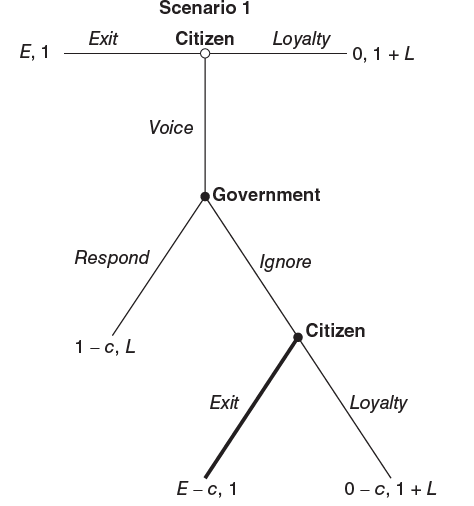 Scenario 1
Exit
Citizen
Loyalty
E, 1
0, 1 + L
Voice
Government
Respond
Ignore
1 – c, L
Citizen
Exit
Loyalty
E – c, 1
0 – c, 1 + L